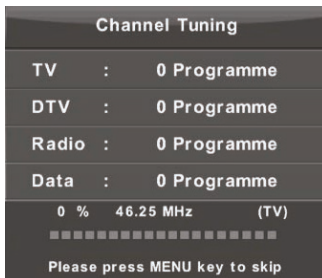 Channel Tuning
TV : 0 Programme
DTV : 0 Programme
Radio : 0 Programme
Data : 0 Programme
0 % 46.25 MHz (TV)
Please press MENU key to skip